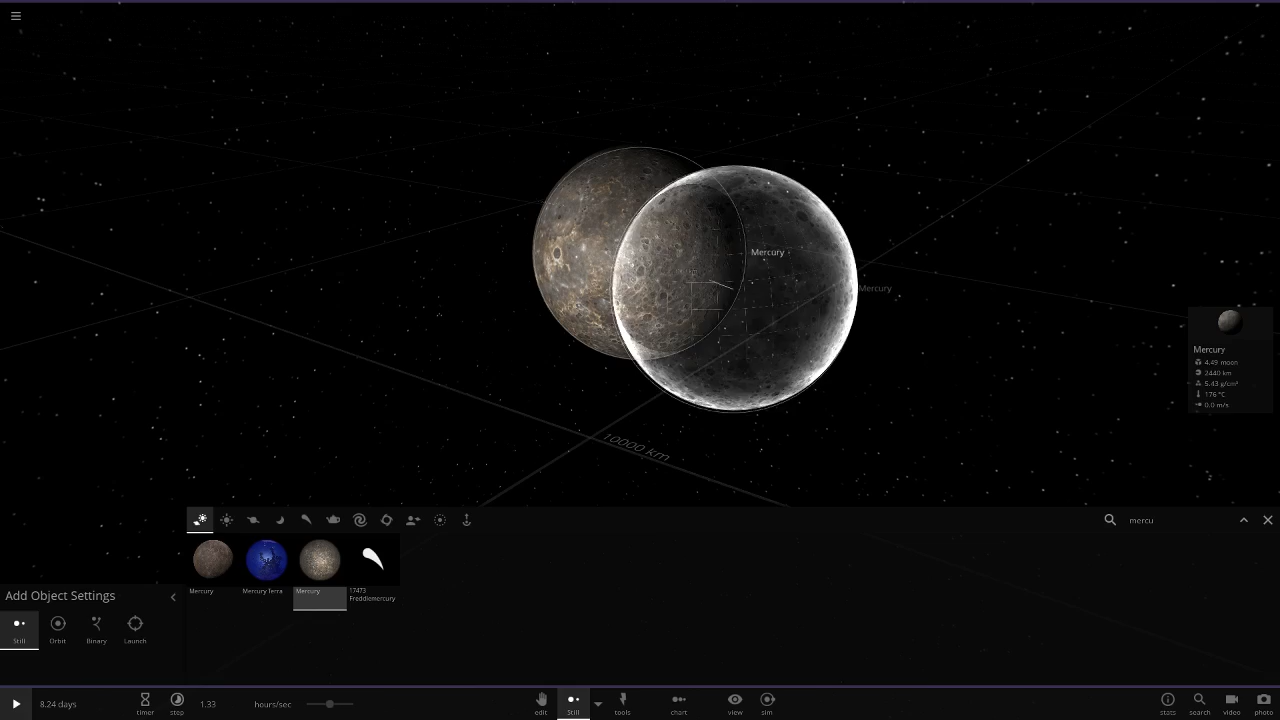 Mercury
Mercury
10000 km
Mercury
4.49 moon
2440 km
5.43 g/cm³
176 °C
0.0 m/s
mercu
Mercury
Mercury Terra
Mercury
17473
Freddiemercury
Add Object Settings
Still
Orbit
Binary
Launch
8.24 days
timer
step
1.33
hours/sec
edit
Still
tools
chart
view
sim
stats
search
video
photo